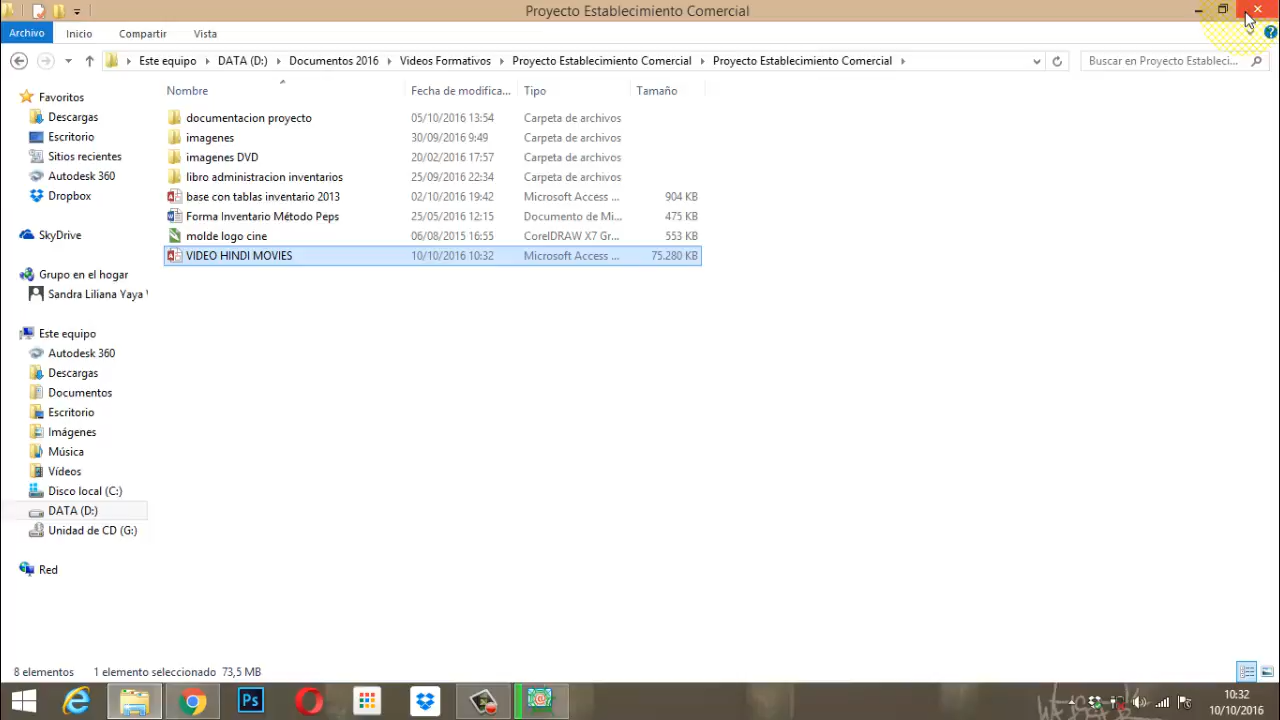 Proyecto Establecimiento Comercial
Archivo Inicio Compartir Vista
Este equipo DATA (D:) Documentos 2016 Videos Formativos Proyecto Establecimiento Comercial Proyecto Establecimiento Comercial Buscar en Proyecto Estableci...
Nombre Fecha de modifica... Tipo Tamaño
documentacion proyecto 05/10/2016 13:54 Carpeta de archivos
imagenes 30/09/2016 9:49 Carpeta de archivos
imagenes DVD 20/02/2016 17:57 Carpeta de archivos
libro administracion inventarios 25/09/2016 22:34 Carpeta de archivos
base con tablas inventario 2013 02/10/2016 19:42 Microsoft Access ... 904 KB
Forma Inventario Método Peps 25/05/2016 12:15 Documento de Mi... 475 KB
molde logo cine 06/08/2015 16:55 CorelDRAW X7 Gr... 553 KB
VIDEO HINDI MOVIES 10/10/2016 10:32 Microsoft Access ... 75.280 KB
Favoritos
Descargas
Escritorio
Sitios recientes
Autodesk 360
Dropbox
SkyDrive
Grupo en el hogar
Sandra Liliana Yaya
Este equipo
Autodesk 360
Descargas
Documentos
Escritorio
Imágenes
Música
Vídeos
Disco local (C:)
DATA (D:)
Unidad de CD (G:)
Red
8 elementos 1 elemento seleccionado 73,5 MB
Ps
10:32
10/10/2016